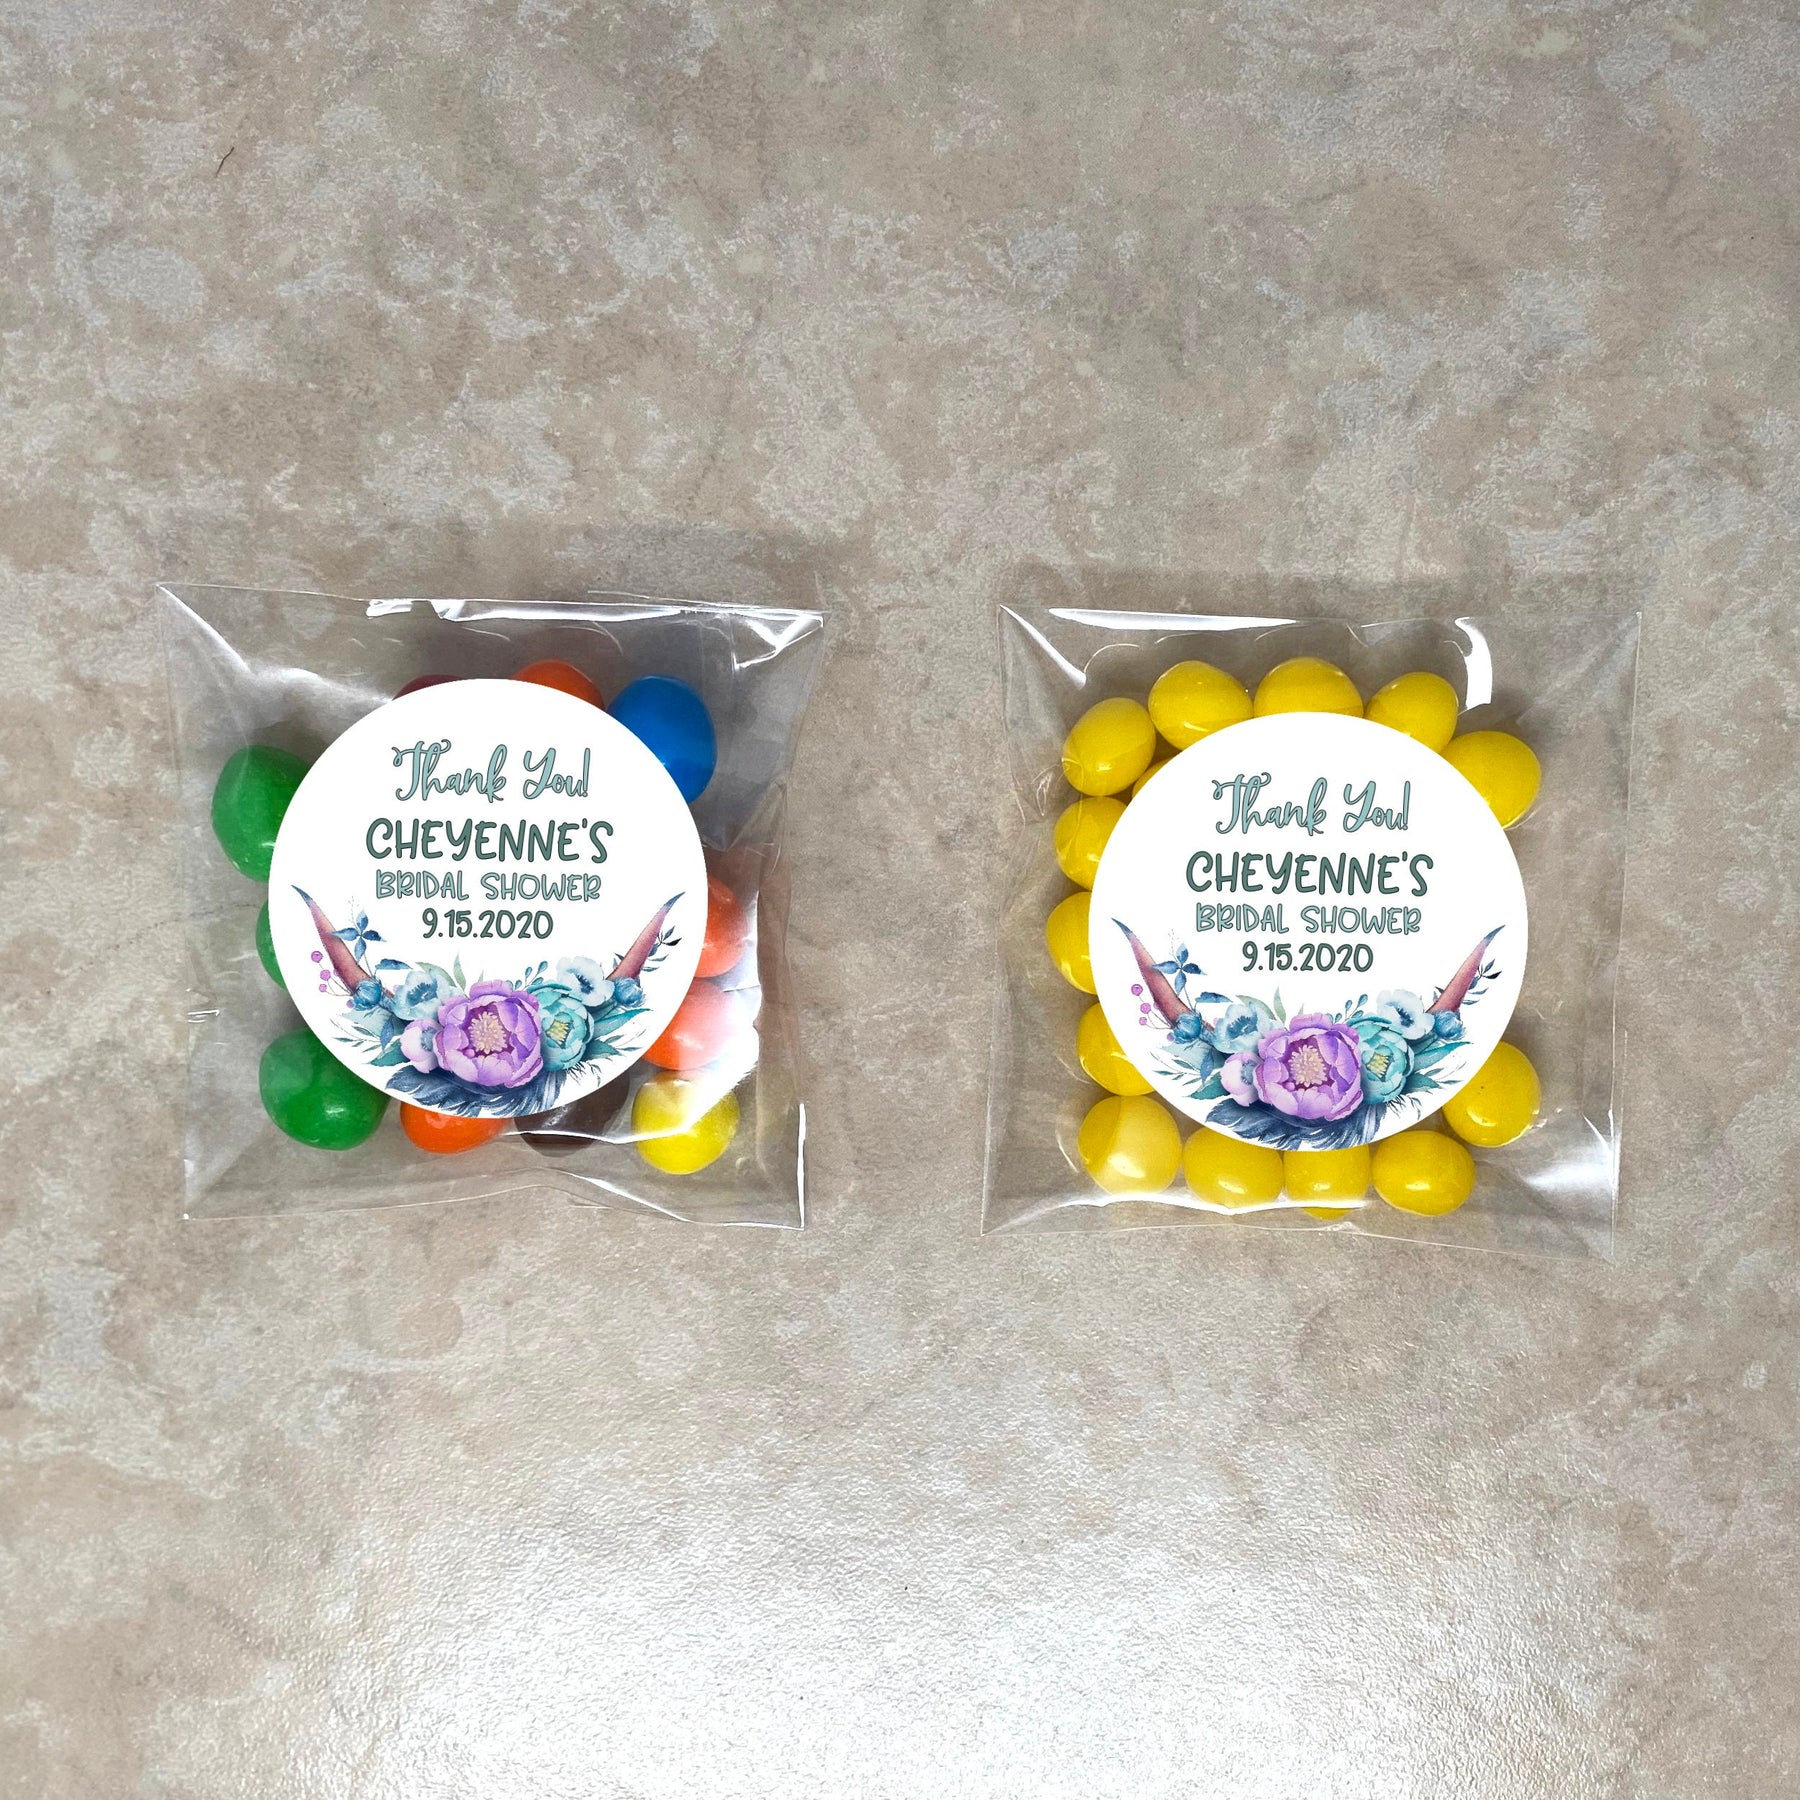 Thank You!
CHEYENNE'S
BRIDAL SHOWER
9.15.2020
Thank You!
CHEYENNE'S
BRIDAL SHOWER
9.15.2020